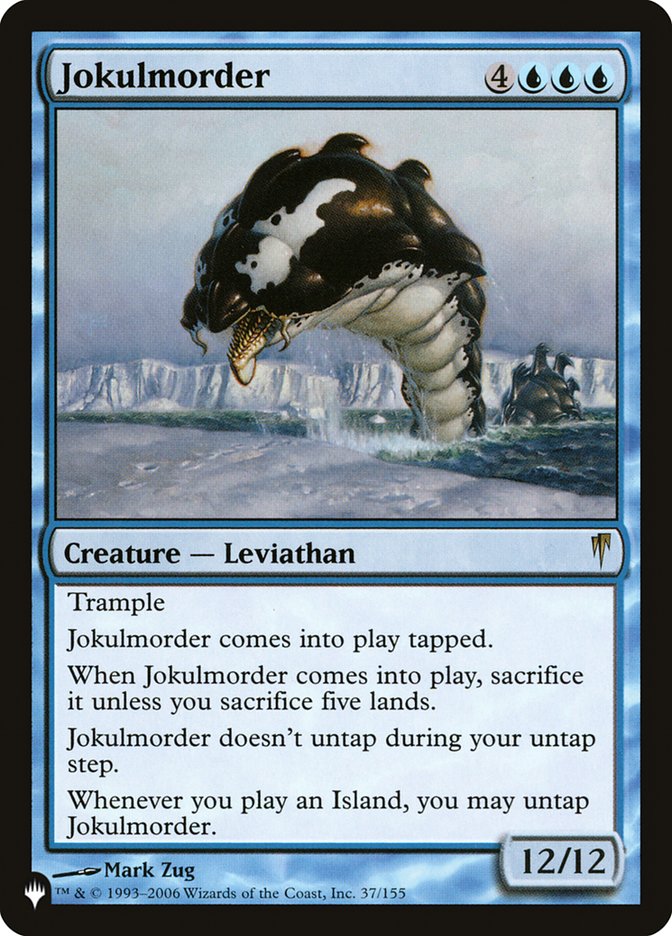 Jokulmorder 4
Creature — Leviathan
Trample
Jokulmorder comes into play tapped.
When Jokulmorder comes into play, sacrifice
it unless you sacrifice five lands.
Jokulmorder doesn't untap during your untap
step.
Whenever you play an Island, you may untap
Jokulmorder.
12/12
Mark Zug
™ & © 1993–2006 Wizards of the Coast, Inc. 37/155